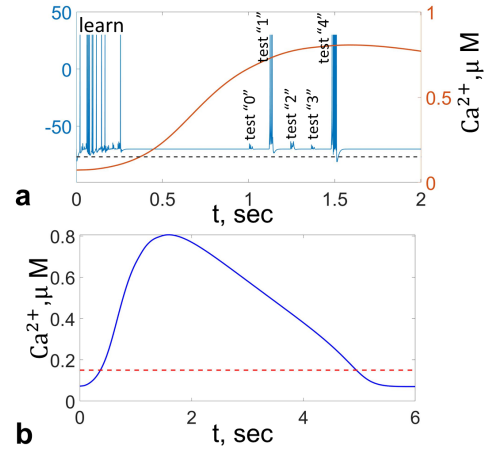 learn
test "1"
test "4"
test "0"
test "2"
test "3"
50
0
-50
1
0.5
0
Ca²⁺,μ M
0
0.5
1
1.5
2
a
t, sec
0.8
0.6
0.4
0.2
0
Ca²⁺,μ M
0
2
4
6
b
t, sec